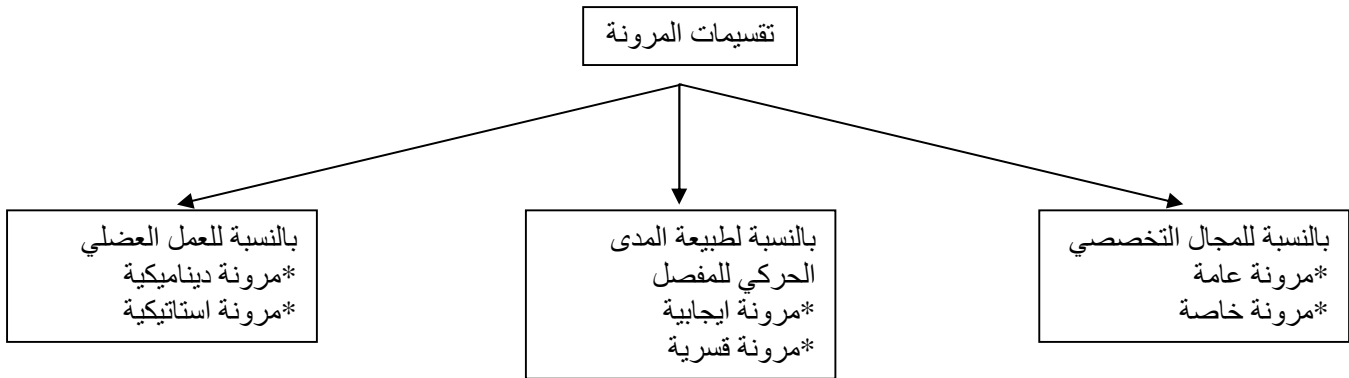 تقسيمات المرونة
بالنسبة للمجال التخصصي
*مرونة عامة
*مرونة خاصة
بالنسبة لطبيعة المدى
الحركي للمفصل
*مرونة ايجابية
*مرونة قسرية
بالنسبة للعمل العضلي
*مرونة ديناميكية
*مرونة استاتيكية